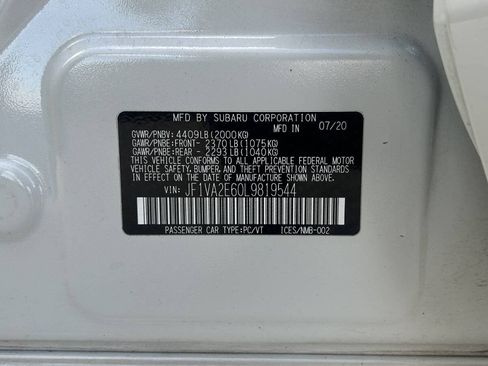 MFD BY SUBARU CORPORATION
MFD IN 07/20
GVWR/PNBV: 4409LB(2000KG)
GAWR/PNBE:FRONT- 2370LB(1075KG)
GAWR/PNBE:REAR - 2293LB(1040KG)
THIS VEHICLE CONFORMS TO ALL APPLICABLE FEDERAL MOTOR
VEHICLE SAFETY, BUMPER, AND THEFT PREVENTION STANDARDS
IN EFFECT ON THE DATE OF MANUFACTURE SHOWN ABOVE.
VIN: JF1VA2E60L9819544
PASSENGER CAR TYPE:PC/VT ICES/NMB-002